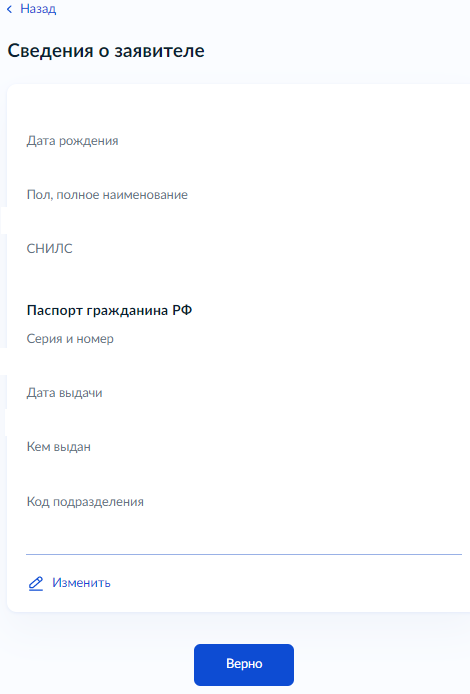 Назад
Сведения о заявителе
Дата рождения
Пол, полное наименование
СНИЛС
Паспорт гражданина РФ
Серия и номер
Дата выдачи
Кем выдан
Код подразделения
Изменить
Верно